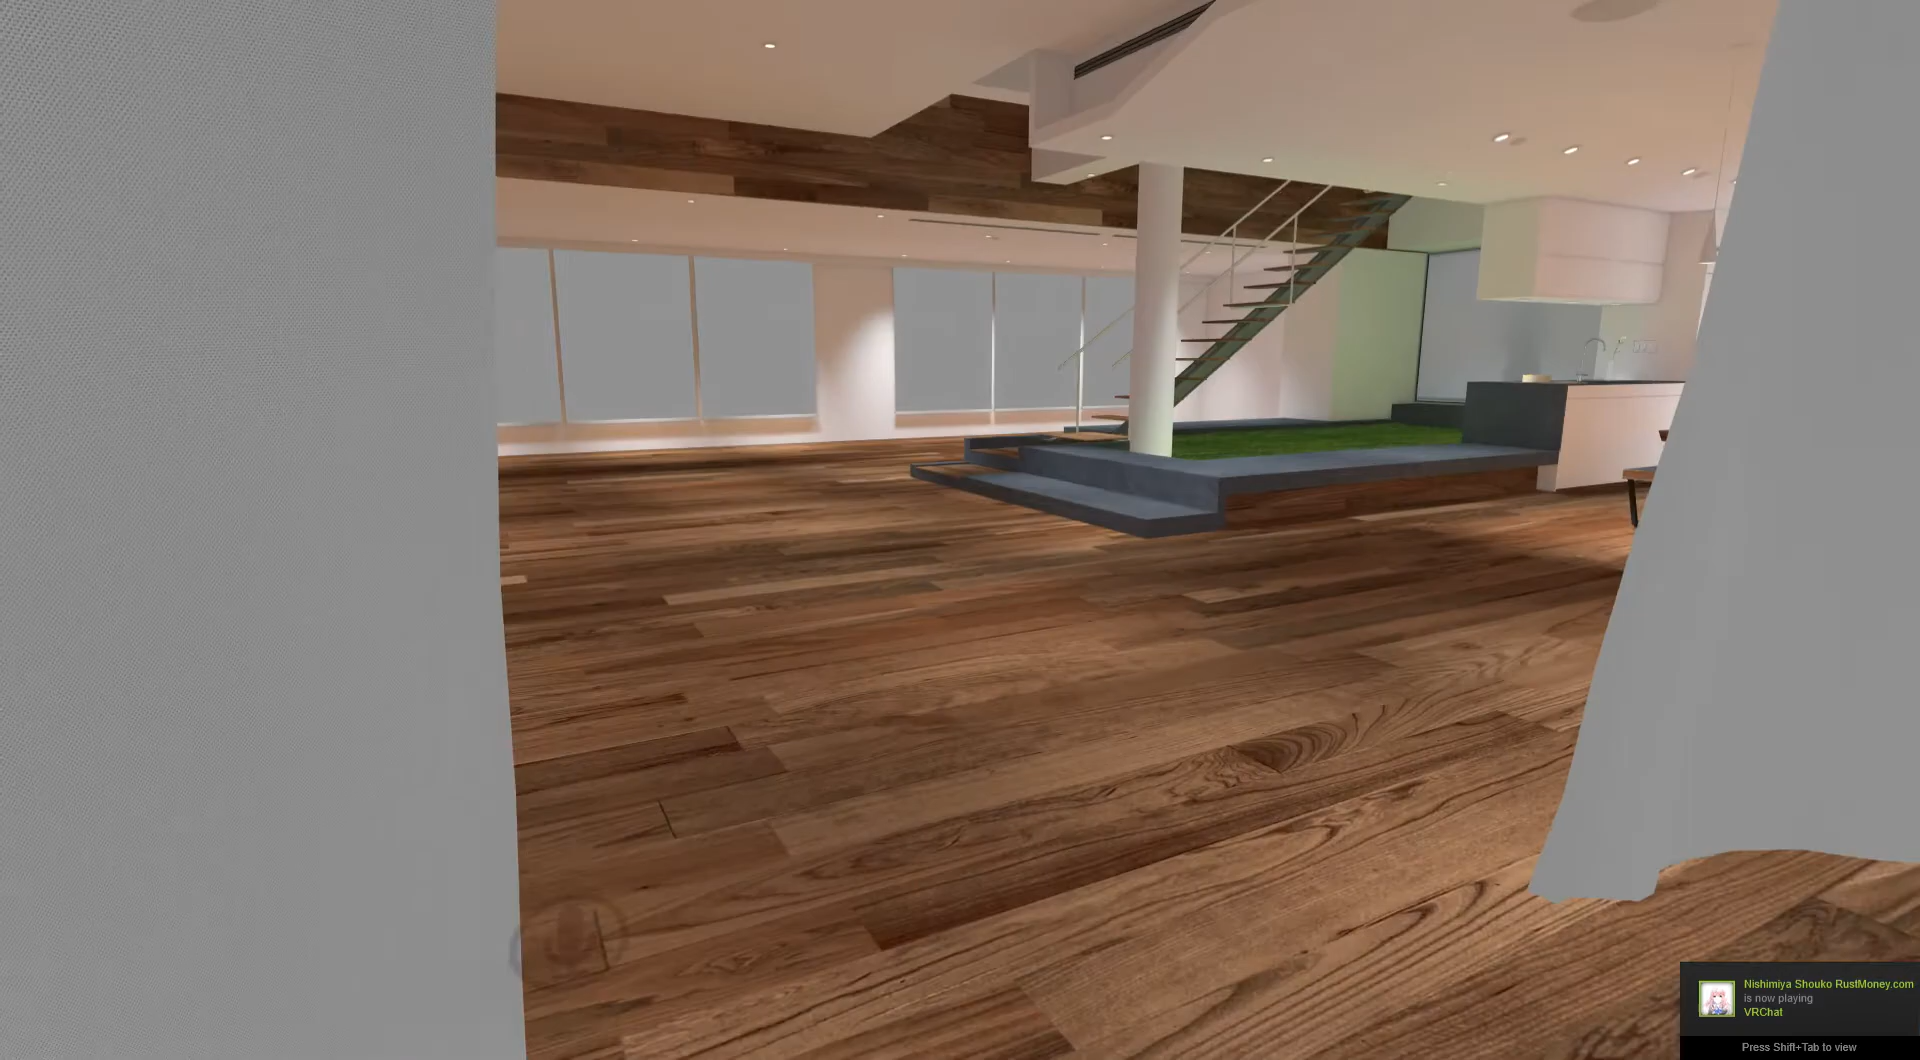 Nishimiya Shouko RustMoney.com
is now playing
VRChat
Press Shift+Tab to view